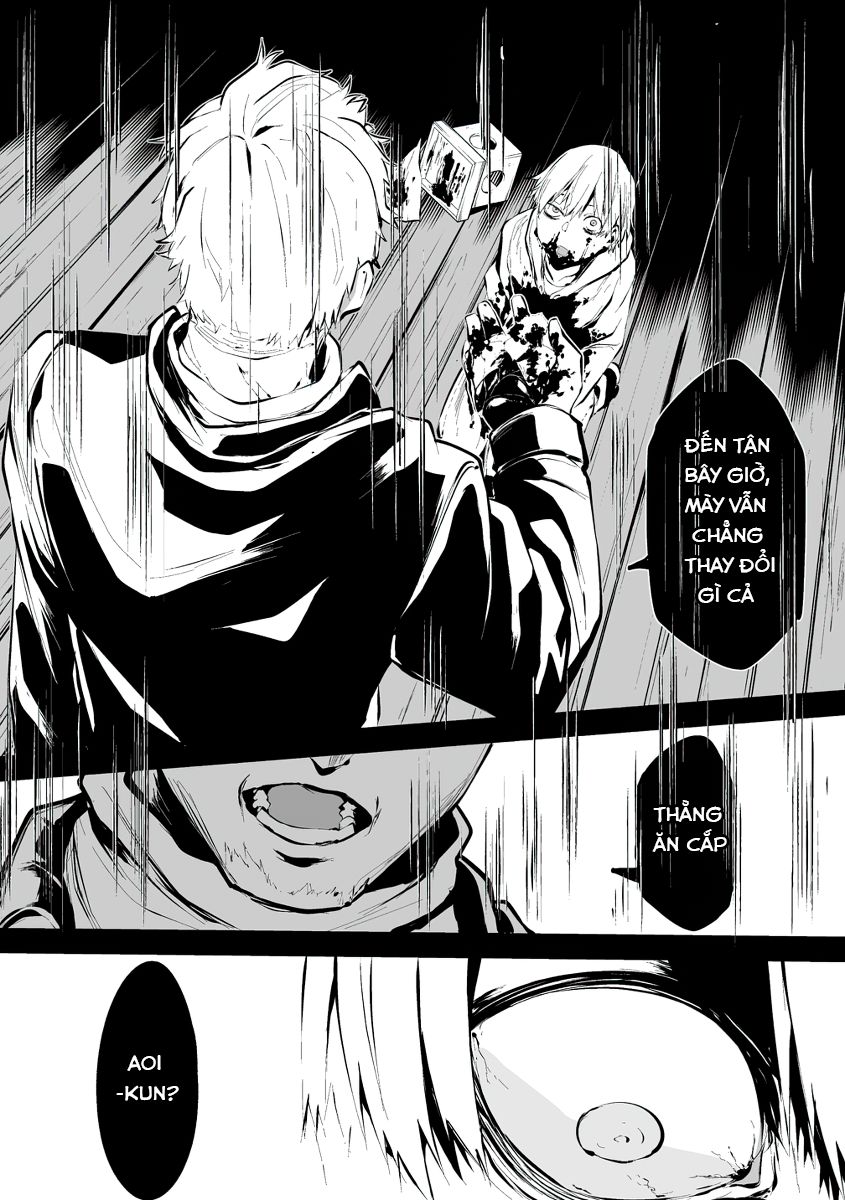 ĐẾN TẬN
BÂY GIỜ,
MÀY VẪN
CHẲNG
THAY ĐỔI
GÌ CẢ
THẰNG
ĂN CẮP
AOI
-KUN?